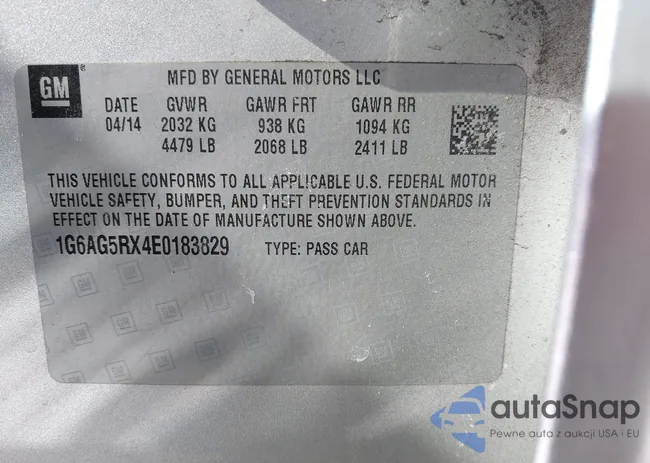 GM
MFD BY GENERAL MOTORS LLC
DATE GVWR GAWR FRT GAWR RR
04/14 2032 KG 938 KG 1094 KG
4479 LB 2068 LB 2411 LB
THIS VEHICLE CONFORMS TO ALL APPLICABLE U.S. FEDERAL MOTOR
VEHICLE SAFETY, BUMPER, AND THEFT PREVENTION STANDARDS IN
EFFECT ON THE DATE OF MANUFACTURE SHOWN ABOVE.
1G6AG5RX4E0183829 TYPE: PASS CAR
autoSnap
Pewne auta z aukcji USA i EU